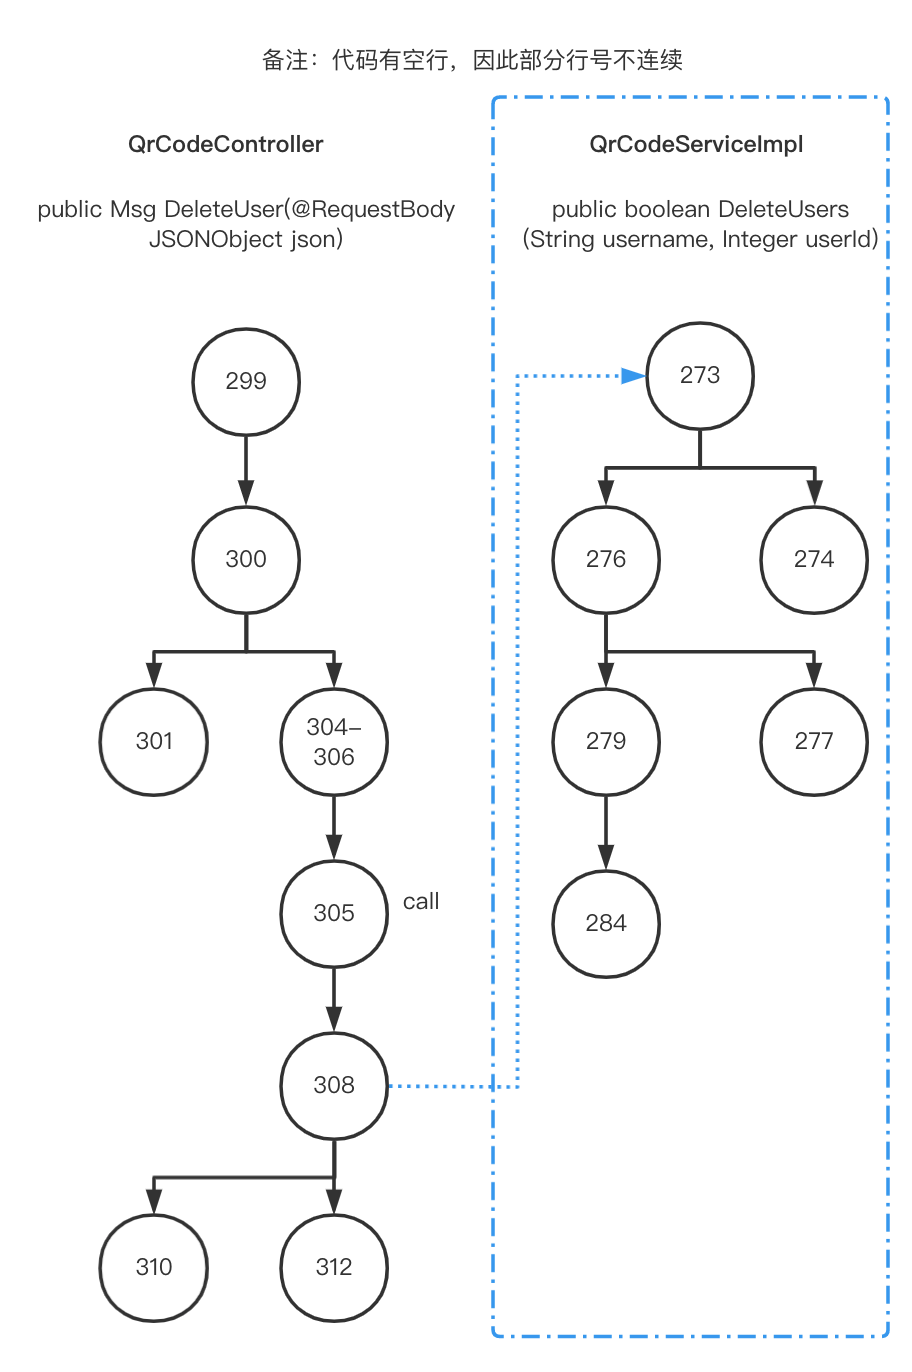 备注：代码有空行，因此部分行号不连续
QrCodeController
public Msg DeleteUser(@RequestBody
JSONObject json)
299
300
301
304–
306
305
call
308
310
312
QrCodeServiceImpl
public boolean DeleteUsers
(String username, Integer userId)
273
276
274
279
277
284